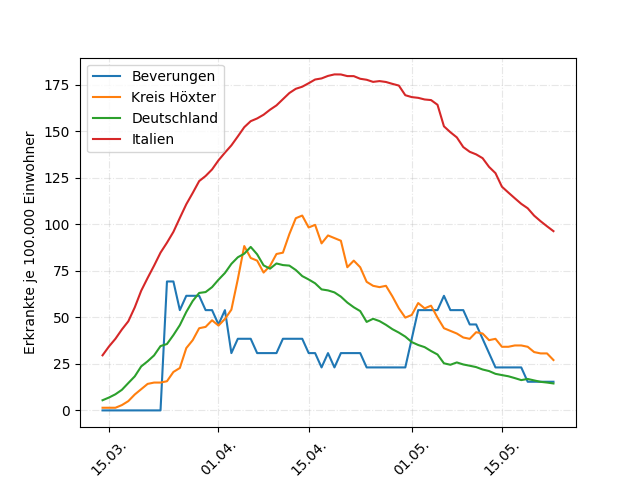 Erkrankte je 100.000 Einwohner
175
150
125
100
75
50
25
0
Beverungen
Kreis Höxter
Deutschland
Italien
15.03.
01.04.
15.04.
01.05.
15.05.